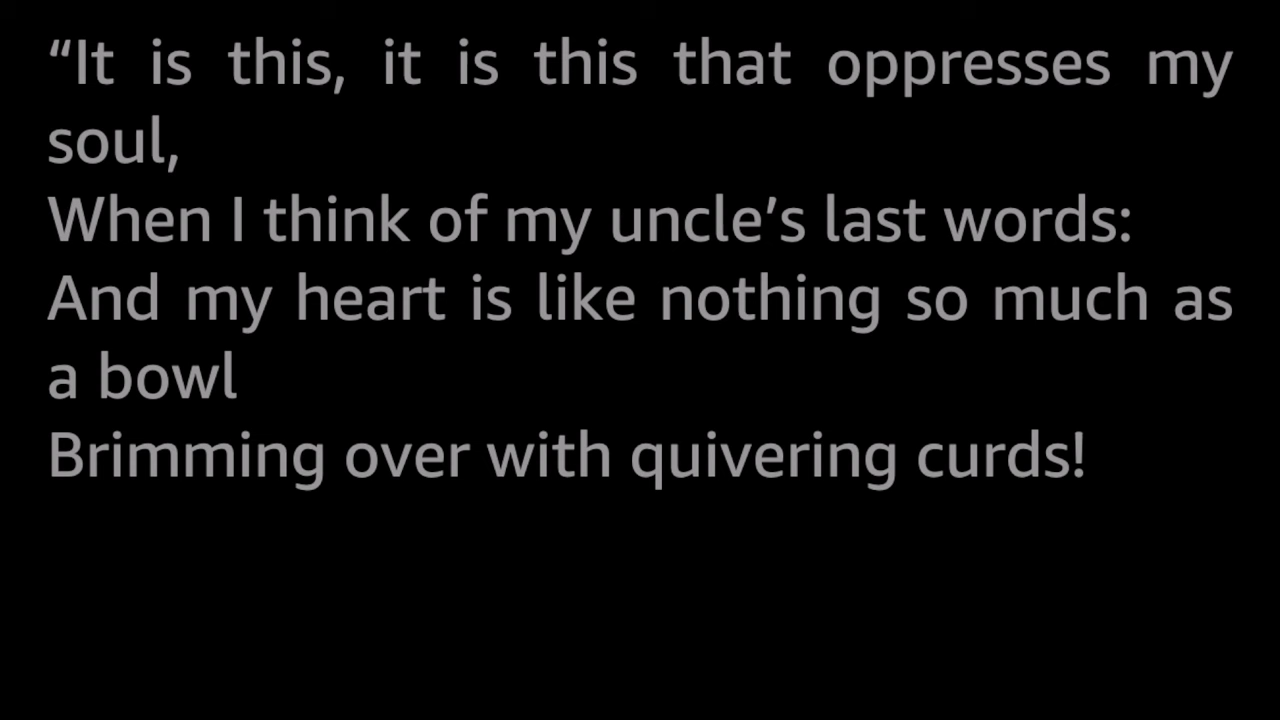 “It is this, it is this that oppresses my
soul,
When I think of my uncle’s last words:
And my heart is like nothing so much as
a bowl
Brimming over with quivering curds!